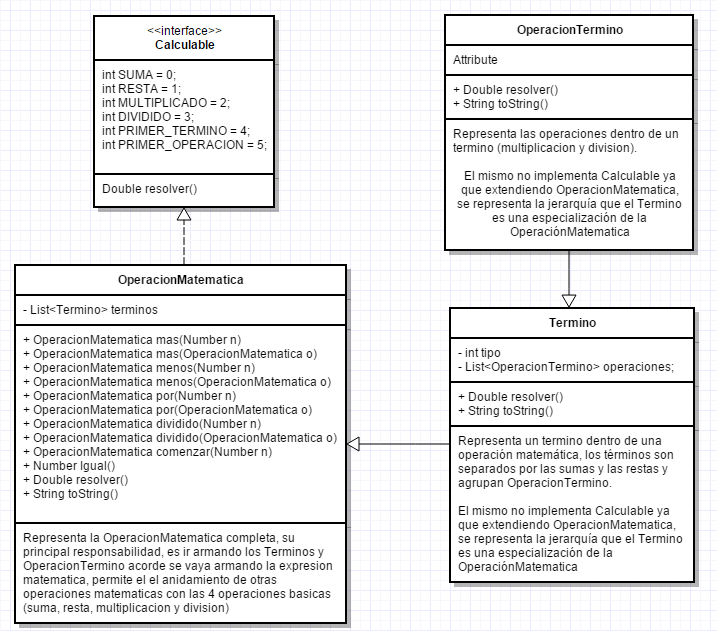 <<interface>>
Calculable
int SUMA = 0;
int RESTA = 1;
int MULTIPLICADO = 2;
int DIVIDIDO = 3;
int PRIMER_TERMINO = 4;
int PRIMER_OPERACION = 5;
Double resolver()
OperacionTermino
Attribute
+ Double resolver()
+ String toString()
Representa las operaciones dentro de un
termino (multiplicacion y division).
El mismo no implementa Calculable ya
que extendiendo OperacionMatematica,
se representa la jerarquía que el Termino
es una especialización de la
OperaciónMatematica
OperacionMatematica
- List<Termino> terminos
+ OperacionMatematica mas(Number n)
+ OperacionMatematica mas(OperacionMatematica o)
+ OperacionMatematica menos(Number n)
+ OperacionMatematica menos(OperacionMatematica o)
+ OperacionMatematica por(Number n)
+ OperacionMatematica por(OperacionMatematica o)
+ OperacionMatematica dividido(Number n)
+ OperacionMatematica dividido(OperacionMatematica o)
+ OperacionMatematica comenzar(Number n)
+ Number Igual()
+ Double resolver()
+ String toString()
Representa la OperacionMatematica completa, su
principal responsabilidad, es ir armando los Terminos y
OperacionTermino acorde se vaya armando la expresion
matematica, permite el el anidamiento de otras
operaciones matematicas con las 4 operaciones basicas
(suma, resta, multiplicacion y division)
Termino
- int tipo
- List<OperacionTermino> operaciones;
+ Double resolver()
+ String toString()
Representa un termino dentro de una
operación matemática, los términos son
separados por las sumas y las restas y
agrupan OperacionTermino.
El mismo no implementa Calculable ya
que extendiendo OperacionMatematica,
se representa la jerarquía que el Termino
es una especialización de la
OperaciónMatematica